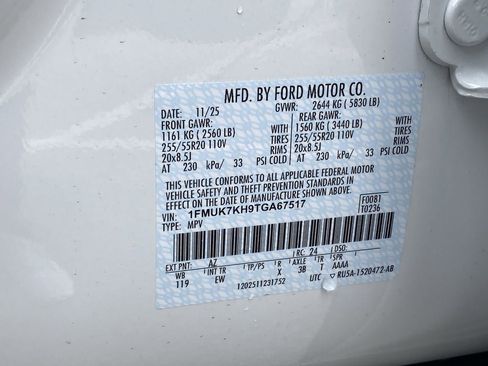 MFD. BY FORD MOTOR CO.
DATE: 11/25 GVWR: 2644 KG ( 5830 LB)
FRONT GAWR: REAR GAWR:
1161 KG ( 2560 LB) 1560 KG ( 3440 LB)
255/55R20 110V TIRES 255/55R20 110V TIRES
20x8.5J RIMS 20x8.5J RIMS
AT 230 kPa/ 33 PSI COLD AT 230 kPa/ 33 PSI COLD
THIS VEHICLE CONFORMS TO ALL APPLICABLE FEDERAL MOTOR
VEHICLE SAFETY AND THEFT PREVENTION STANDARDS IN
EFFECT ON THE DATE OF MANUFACTURE SHOWN ABOVE.
VIN: 1FMUK7KH9TGA67517 F0081
TYPE: MPV T0236
EXT PNT: AZ RC: 24 DSO:
WB INT TR TP/PS R AXLE TR SPR
119 EW X 38 T AAAA
1202511231752 UTC ▽ RU5A-1520472-AB